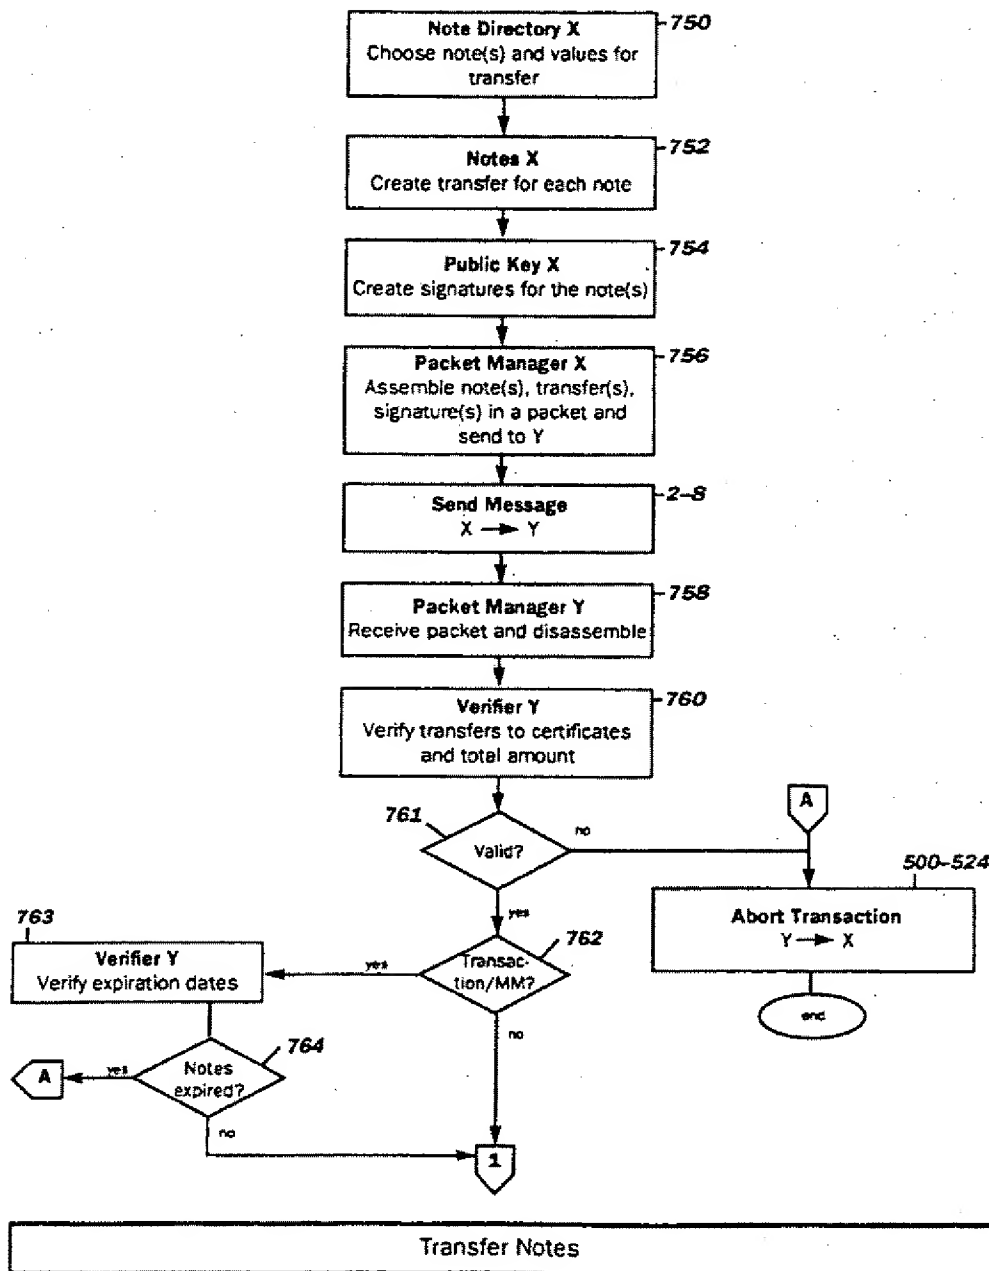 750
Note Directory X
Choose note(s) and values for
transfer
752
Notes X
Create transfer for each note
754
Public Key X
Create signatures for the note(s)
756
Packet Manager X
Assemble note(s), transfer(s),
signature(s) in a packet and
send to Y
2-8
Send Message
X → Y
758
Packet Manager Y
Receive packet and disassemble
760
Verifier Y
Verify transfers to certificates
and total amount
761
Valid?
no
A
500-524
Abort Transaction
Y → X
end
yes
762
Transac-
tion/MM?
yes
763
Verifier Y
Verify expiration dates
no
764
Notes
expired?
yes
A
no
1
Transfer Notes